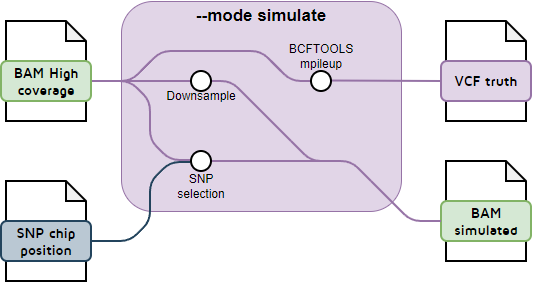 --mode simulate
BAM High
coverage
BCFTOOLS
mpileup
VCF truth
Downsample
SNP
selection
SNP chip
position
BAM
simulated